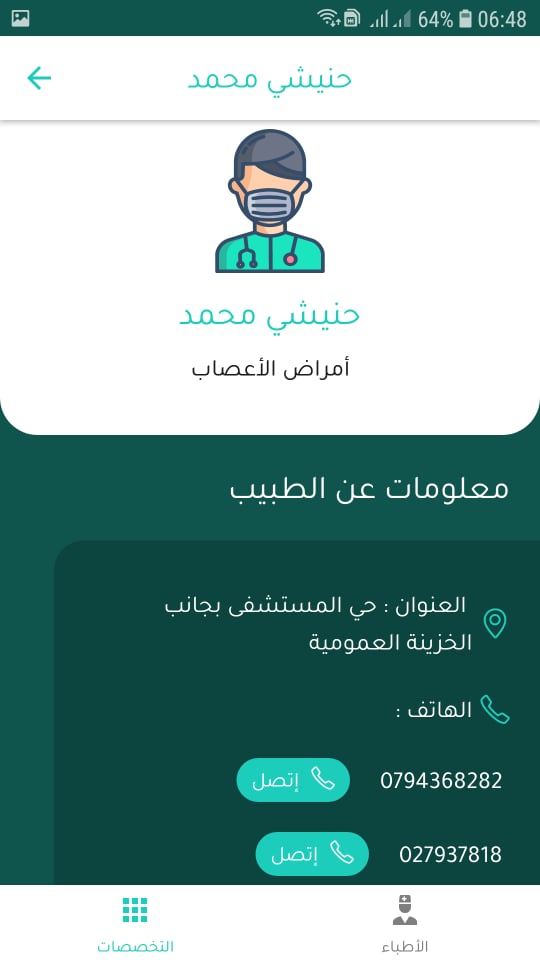 64% 06:48
حنيشي محمد
حنيشي محمد
أمراض الأعصاب
معلومات عن الطبيب
العنوان : حي المستشفى بجانب
الخزينة العمومية
الهاتف :
0794368282 إتصل
027937818 إتصل
الأطباء التخصصات